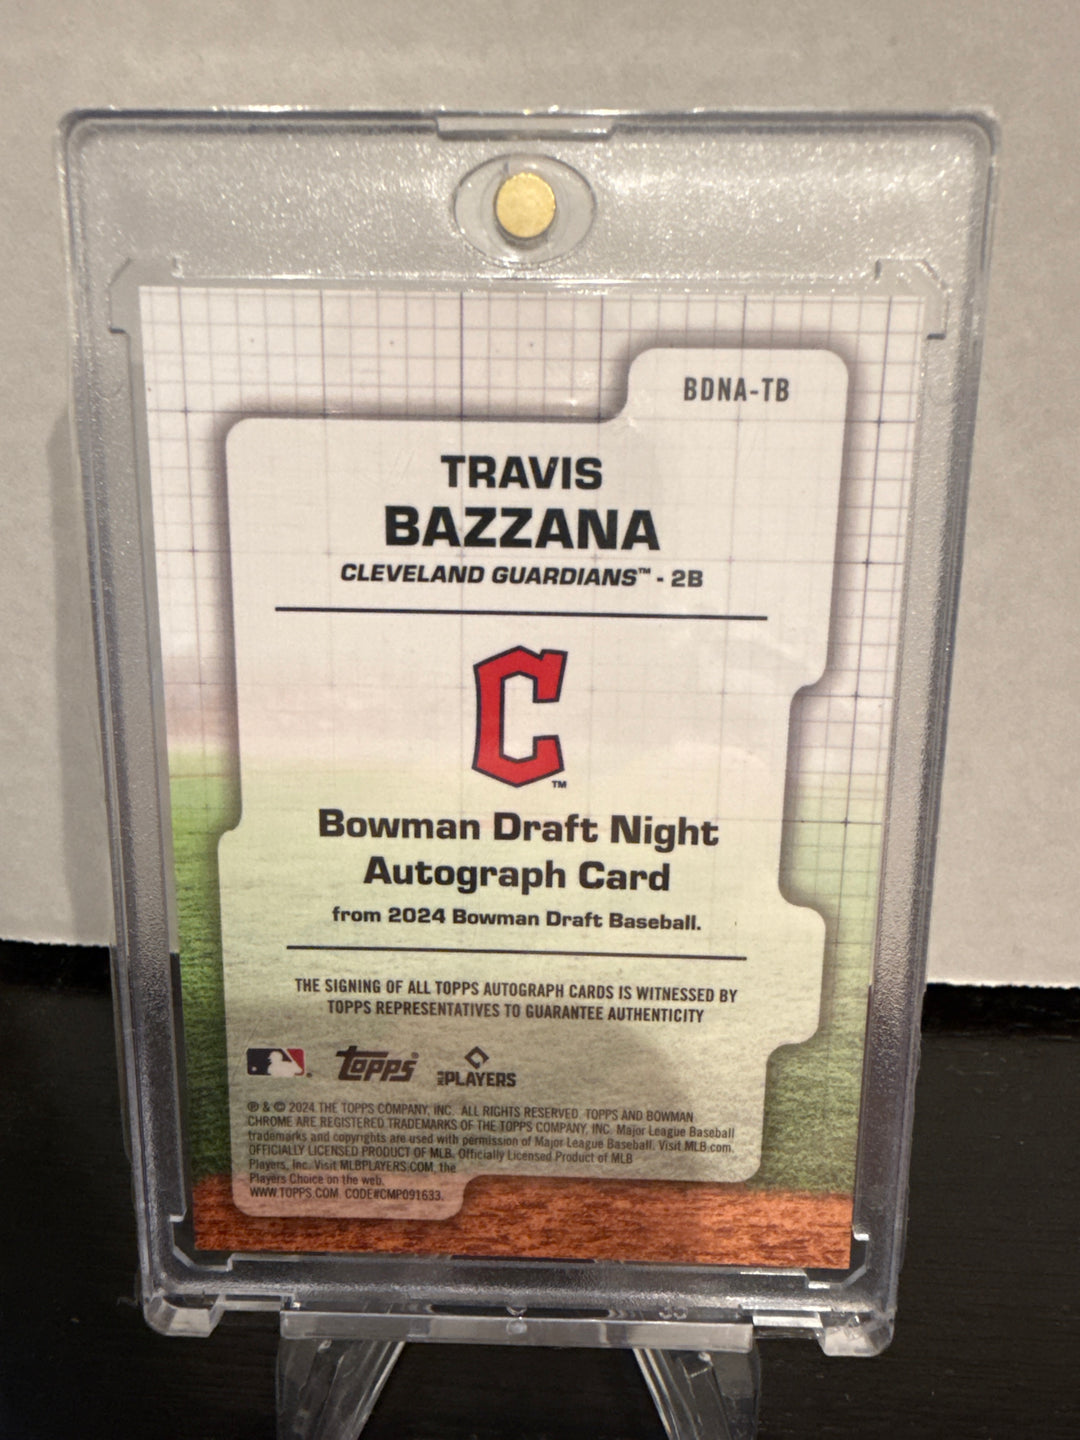 BDNA-TB
TRAVIS
BAZZANA
CLEVELAND GUARDIANS™ - 2B
C
TM
Bowman Draft Night
Autograph Card
from 2024 Bowman Draft Baseball.
THE SIGNING OF ALL TOPPS AUTOGRAPH CARDS IS WITNESSED BY
TOPPS REPRESENTATIVES TO GUARANTEE AUTHENTICITY
topps MLB PLAYERS
℗ & © 2024 THE TOPPS COMPANY, INC. ALL RIGHTS RESERVED. TOPPS AND BOWMAN
CHROME ARE REGISTERED TRADEMARKS OF THE TOPPS COMPANY, INC. Major League Baseball
trademarks and copyrights are used with permission of Major League Baseball. Visit MLB.com.
OFFICIALLY LICENSED PRODUCT OF MLB. Officially Licensed Product of MLB
Players, Inc. Visit MLBPLAYERS.COM, the
Players Choice on the web.
WWW.TOPPS.COM. CODE#CMP091633.